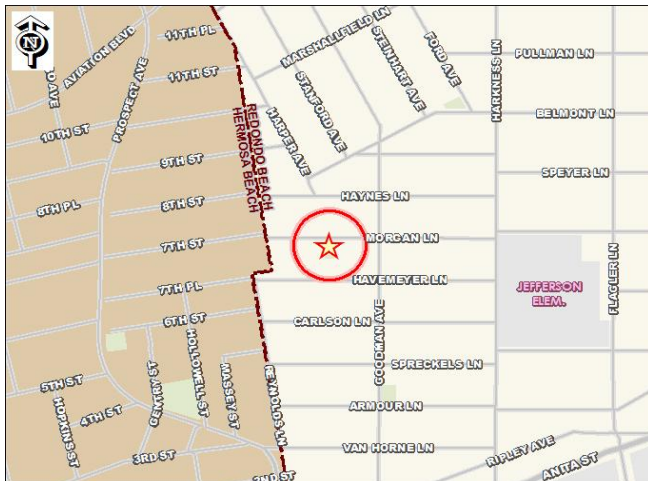 N
11TH PL
MARSHALLFIELD LN
STEINHART AVE
FORD AVE
HARKNESS LN
PULLMAN LN
AVIATION BLVD
PROSPECT AVE
11TH ST
STANFORD AVE
HARPER AVE
BELMONT LN
O AVE
10TH ST
REDONDO BEACH
HERMOSA BEACH
9TH ST
SPEYER LN
8TH PL
8TH ST
HAYNES LN
7TH ST
MORGAN LN
FLAGLER LN
7TH PL
HAVEMEYER LN
JEFFERSON
ELEM.
6TH ST
CARLSON LN
GOODMAN AVE
HOLLOWELL ST
MASSEY ST
GENTRY ST
5TH ST
SPRECKELS LN
HOPKINS ST
4TH ST
REYNOLDS LN
ARMOUR LN
3RD ST
VAN HORNE LN
RIPLEY AVE
2ND ST
ANITA ST